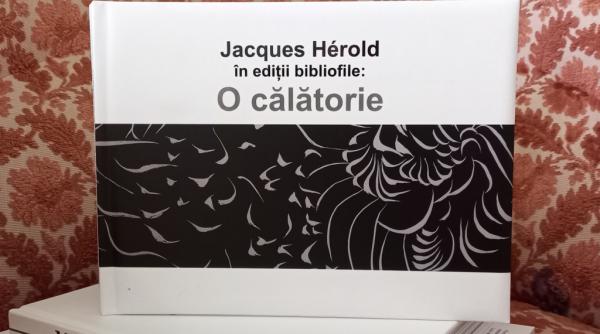 Jacques Hérold
în ediții bibliofile:
O călătorie